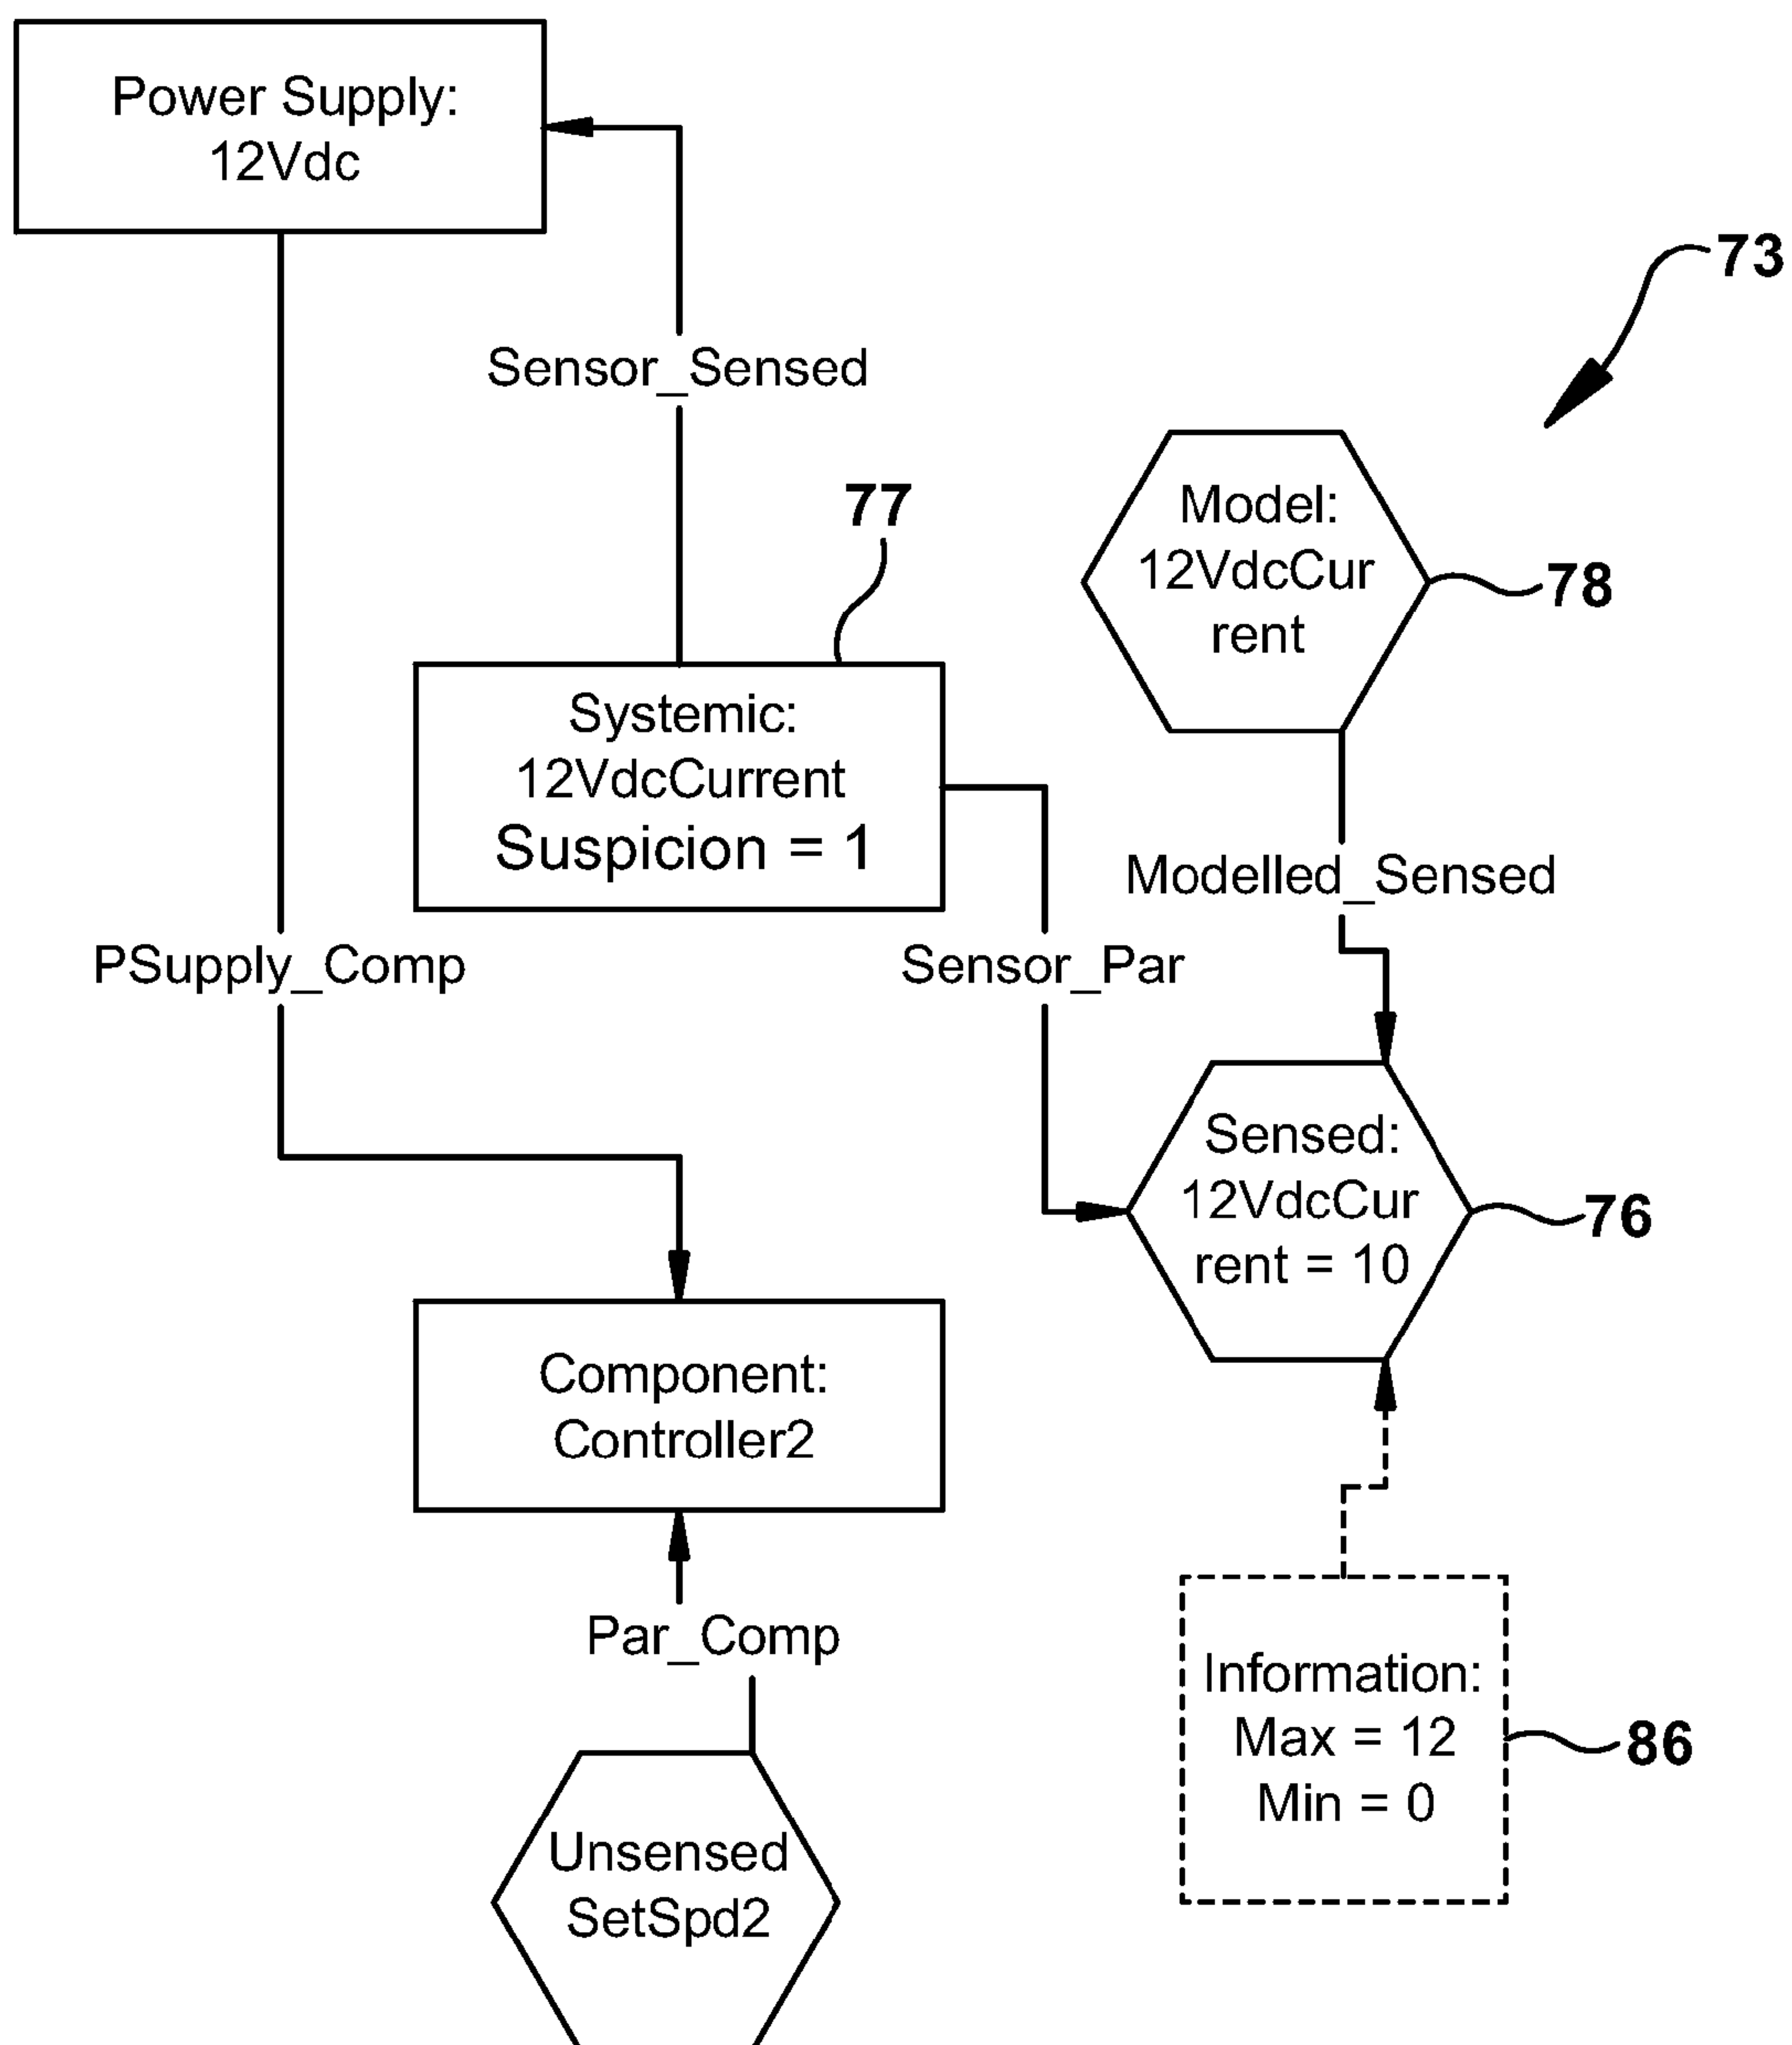 Power Supply:
12Vdc
73
Sensor_Sensed
77
Model:
12VdcCur
rent
78
Systemic:
12VdcCurrent
Suspicion = 1
Modelled_Sensed
PSupply_Comp
Sensor_Par
Sensed:
12VdcCur
rent = 10
76
Component:
Controller2
Par_Comp
Information:
Max = 12
Min = 0
86
Unsensed
SetSpd2